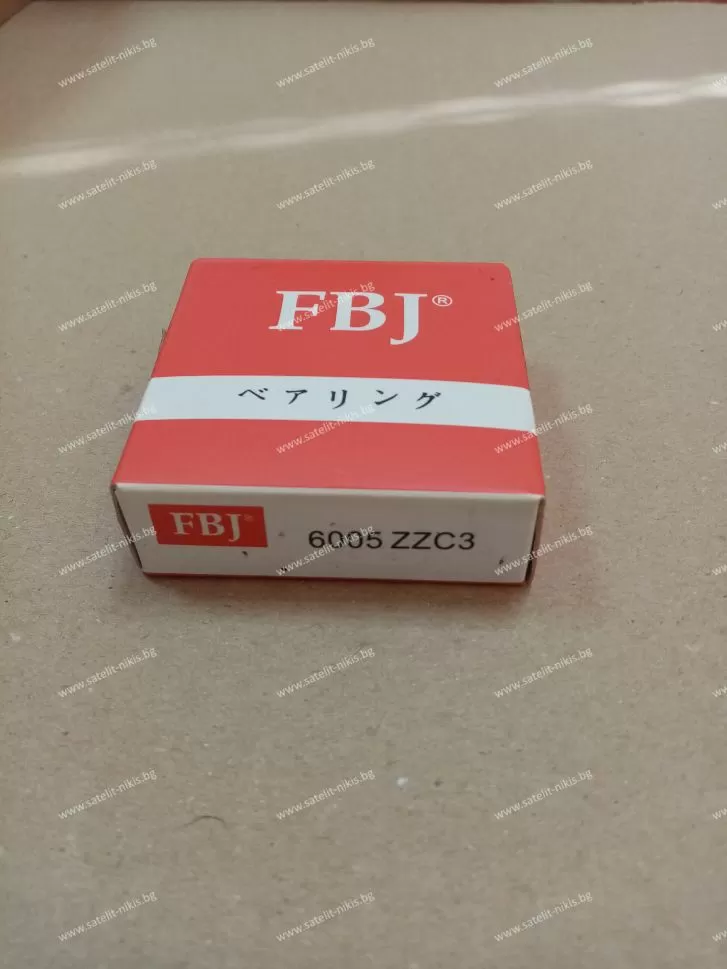 FBJ®
ベアリング
FBJ®
6005 ZZC3
www.satelit-nikis.bg